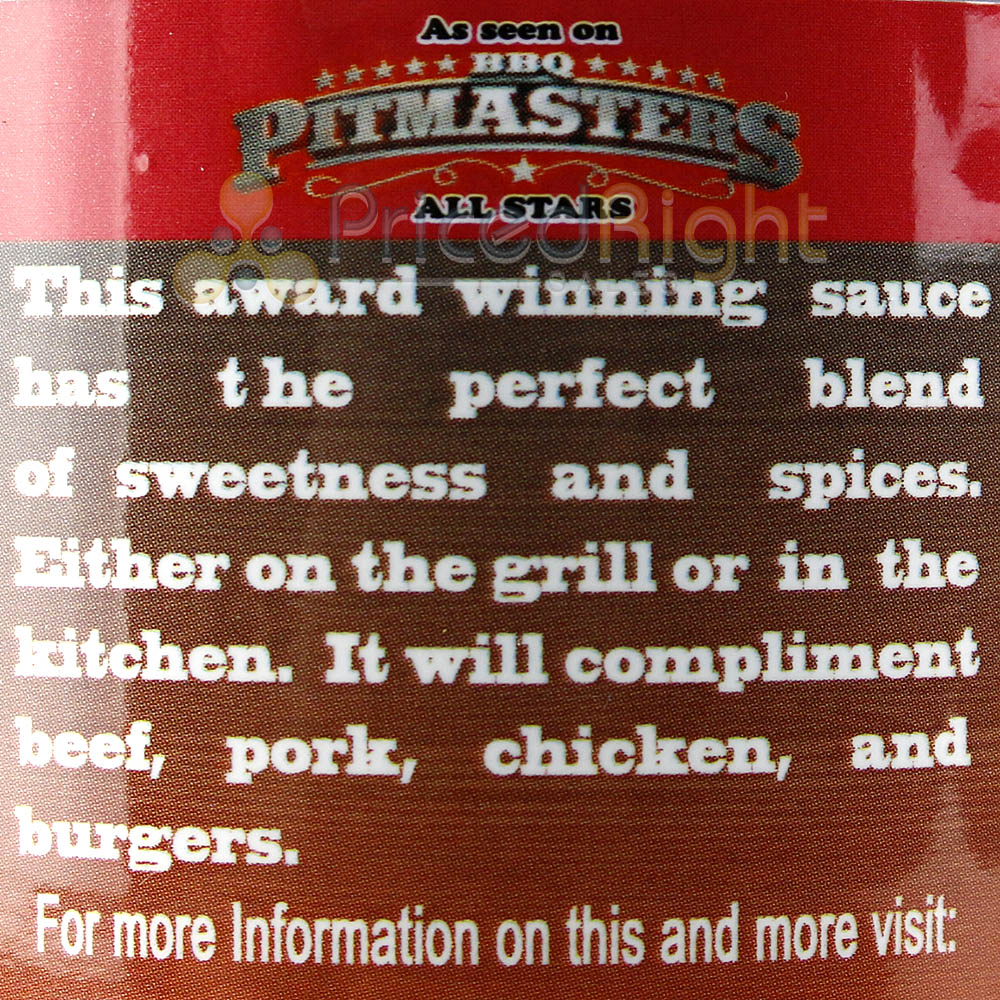 As seen on
BBQ
PITMASTERS
ALL STARS
PricedRight
SALES
This award winning sauce
has the perfect blend
of sweetness and spices.
Either on the grill or in the
kitchen. It will compliment
beef, pork, chicken, and
burgers.
For more Information on this and more visit: